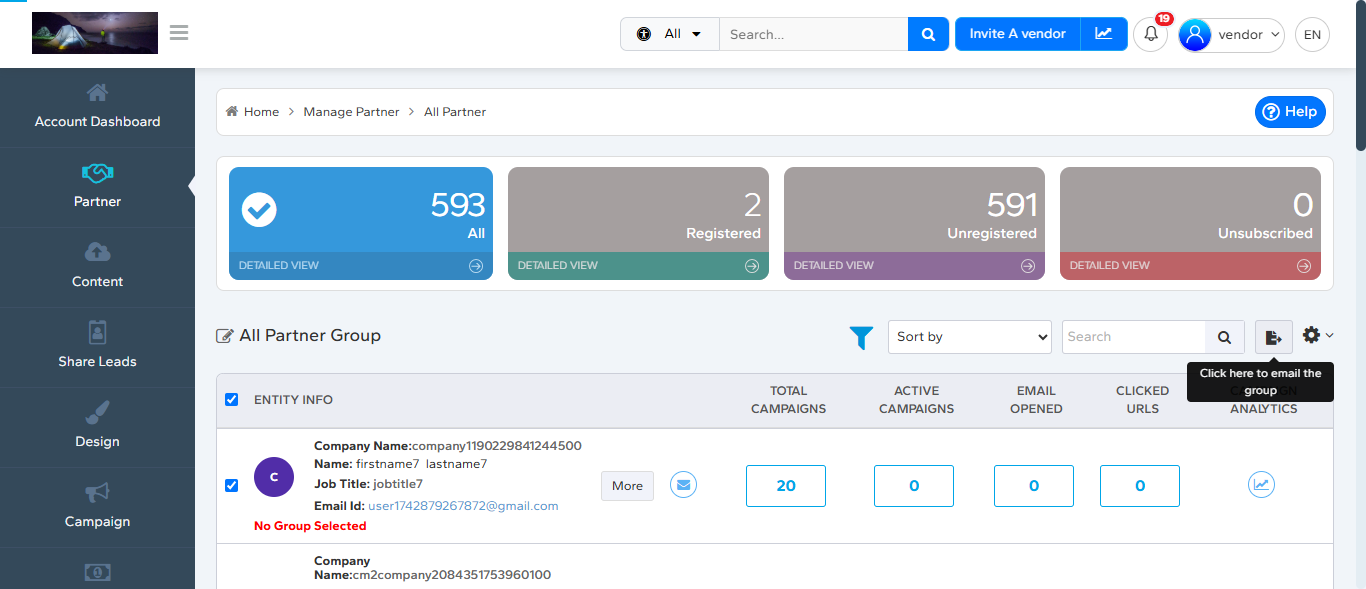 All
Search...
Invite A vendor
19
vendor
EN
Account Dashboard
Partner
Content
Share Leads
Design
Campaign
Home > Manage Partner > All Partner
Help
593
All
DETAILED VIEW
2
Registered
DETAILED VIEW
591
Unregistered
DETAILED VIEW
0
Unsubscribed
DETAILED VIEW
All Partner Group
Sort by
Search
Click here to email the
group
ENTITY INFO
TOTAL
CAMPAIGNS
ACTIVE
CAMPAIGNS
EMAIL
OPENED
CLICKED
URLS
ANALYTICS
C
Company Name:company1190229841244500
Name: firstname7 lastname7
Job Title: jobtitle7
Email Id: user1742879267872@gmail.com
No Group Selected
More
20
0
0
0
Company
Name:cm2company2084351753960100